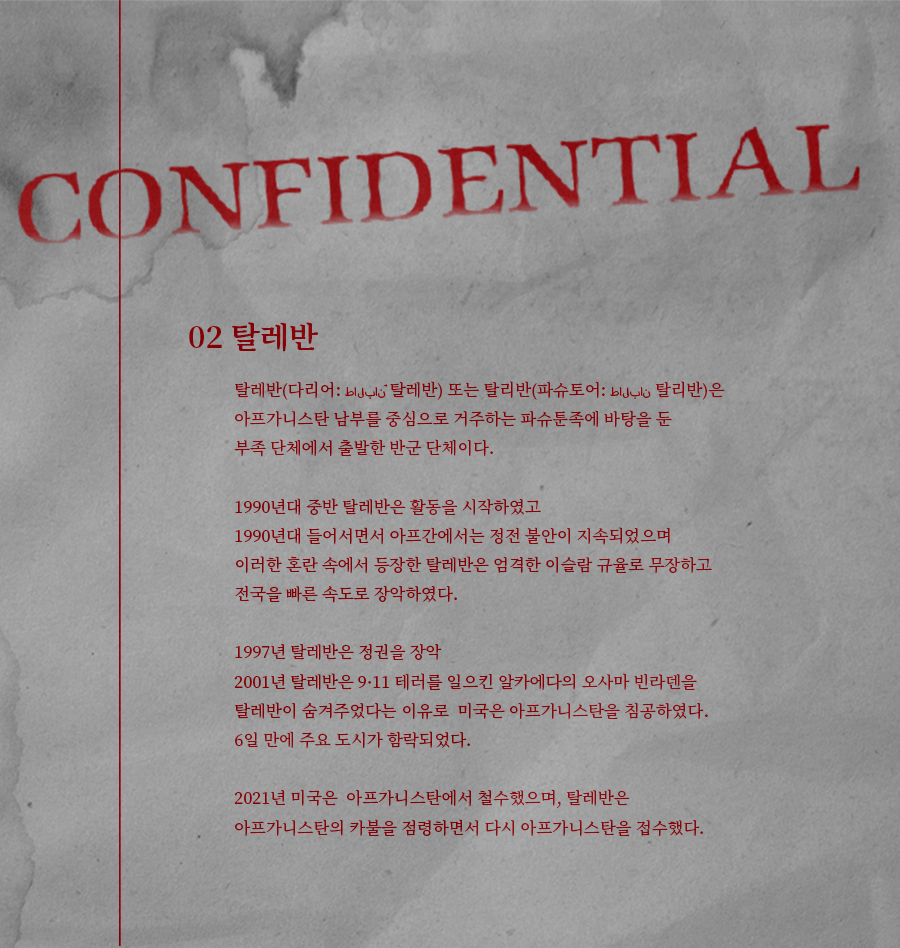 CONFIDENTIAL
02 탈레반
탈레반(다리어: طالبان 탈레반) 또는 탈리반(파슈토어: طالبان 탈리반)은
아프가니스탄 남부를 중심으로 거주하는 파슈툰족에 바탕을 둔
부족 단체에서 출발한 반군 단체이다.
1990년대 중반 탈레반은 활동을 시작하였고
1990년대 들어서면서 아프간에서는 정전 불안이 지속되었으며
이러한 혼란 속에서 등장한 탈레반은 엄격한 이슬람 규율로 무장하고
전국을 빠른 속도로 장악하였다.
1997년 탈레반은 정권을 장악
2001년 탈레반은 9·11 테러를 일으킨 알카에다의 오사마 빈라덴을
탈레반이 숨겨주었다는 이유로 미국은 아프가니스탄을 침공하였다.
6일 만에 주요 도시가 함락되었다.
2021년 미국은 아프가니스탄에서 철수했으며, 탈레반은
아프가니스탄의 카불을 점령하면서 다시 아프가니스탄을 접수했다.